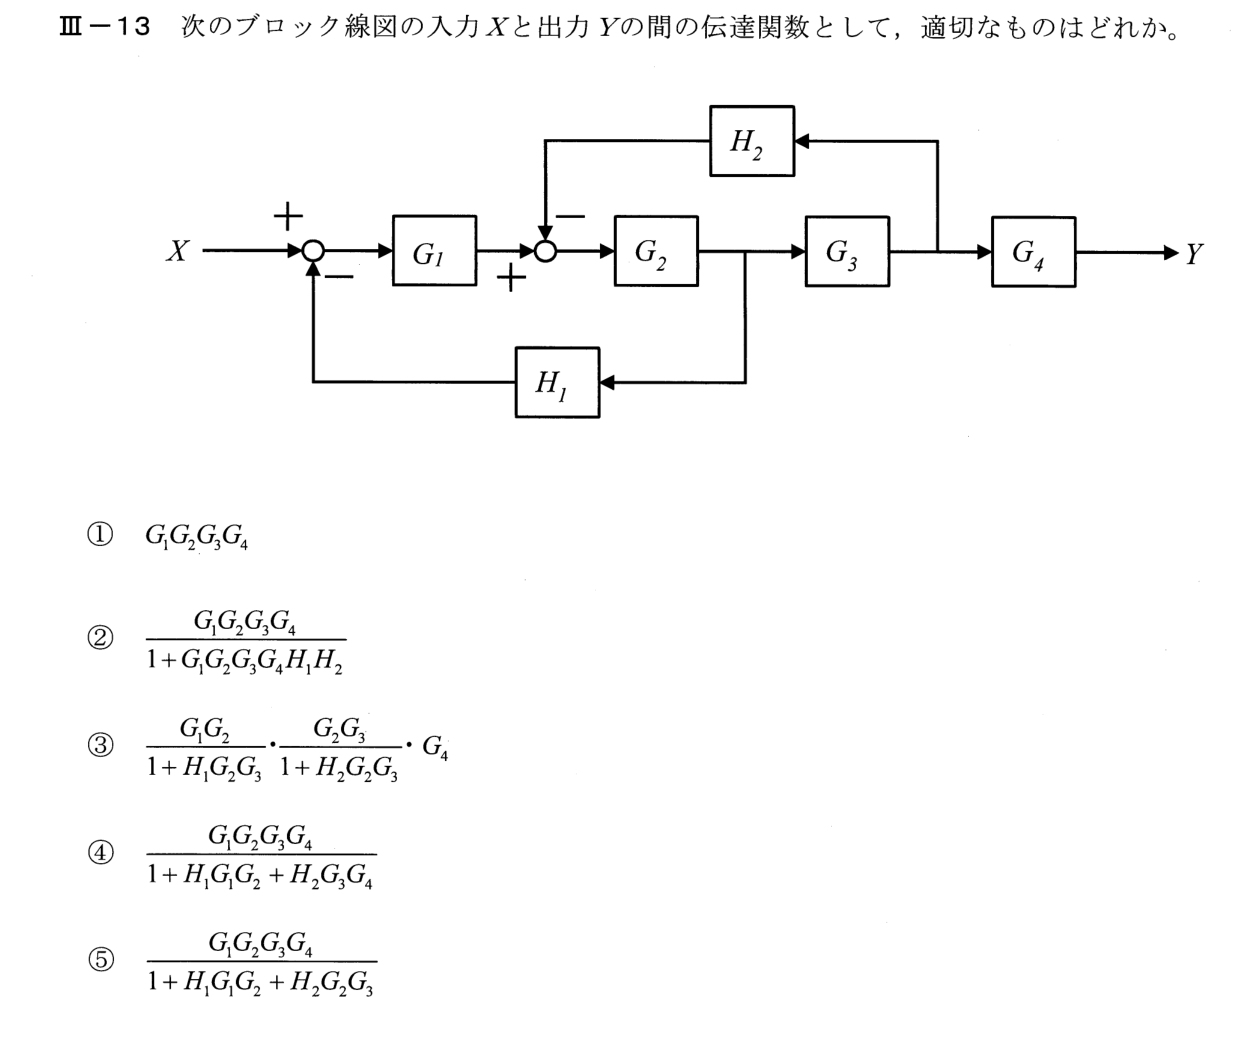 Ⅲ－13　次のブロック線図の入力Xと出力Yの間の伝達関数として，適切なものはどれか。
H₂
+
−
X
G₁
G₂
G₃
G₄
Y
−
+
H₁
① G₁G₂G₃G₄
② G₁G₂G₃G₄
1+G₁G₂G₃G₄H₁H₂
③ G₁G₂ / 1+H₁G₂G₃ · G₂G₃ / 1+H₂G₂G₃ · G₄
④ G₁G₂G₃G₄
1+H₁G₁G₂+H₂G₃G₄
⑤ G₁G₂G₃G₄
1+H₁G₁G₂+H₂G₂G₃